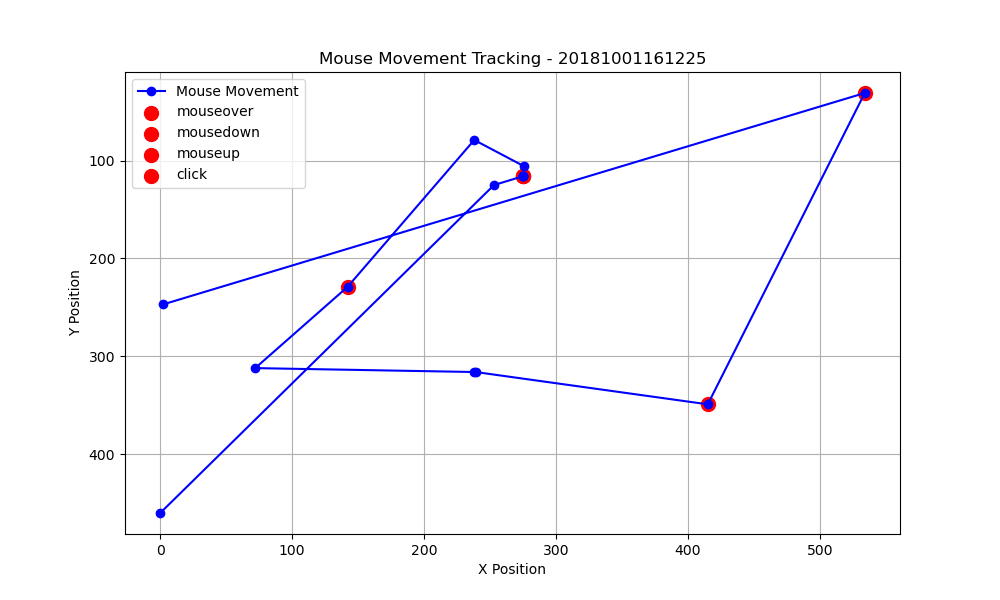 Mouse Movement Tracking - 20181001161225
Mouse Movement
mouseover
mousedown
mouseup
click
100
200
300
400
Y Position
0 100 200 300 400 500
X Position